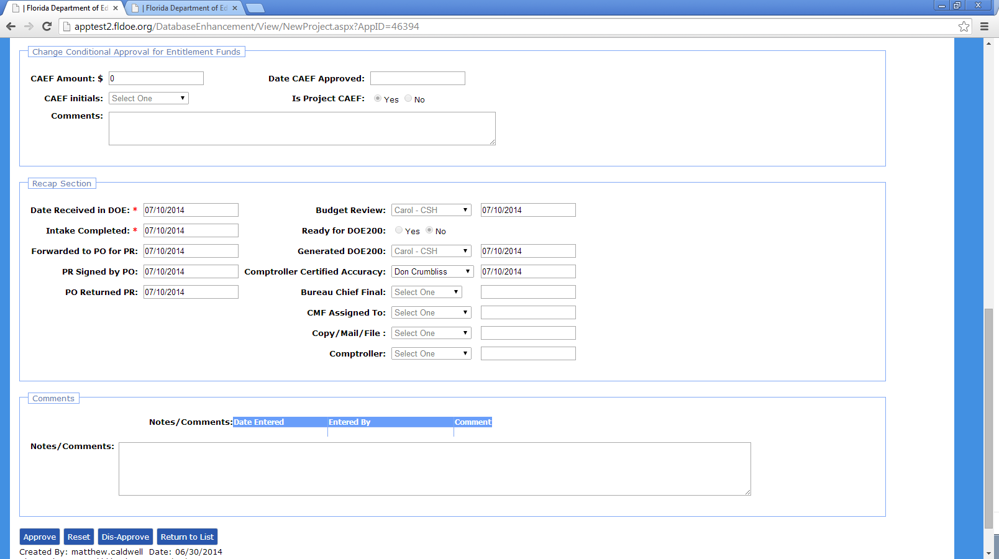 | Florida Department of Ed × | Florida Department of Ed ×
apptest2.fldoe.org/DatabaseEnhancement/View/NewProject.aspx?AppID=46394
Change Conditional Approval for Entitlement Funds
CAEF Amount: $ 0 Date CAEF Approved:
CAEF initials: Select One Is Project CAEF: Yes No
Comments:
Recap Section
Date Received in DOE: * 07/10/2014 Budget Review: Carol - CSH 07/10/2014
Intake Completed: * 07/10/2014 Ready for DOE200: Yes No
Forwarded to PO for PR: 07/10/2014 Generated DOE200: Carol - CSH 07/10/2014
PR Signed by PO: 07/10/2014 Comptroller Certified Accuracy: Don Crumbliss 07/10/2014
PO Returned PR: 07/10/2014 Bureau Chief Final: Select One
CMF Assigned To: Select One
Copy/Mail/File : Select One
Comptroller: Select One
Comments
Notes/Comments: Date Entered Entered By Comment
Notes/Comments:
Approve Reset Dis-Approve Return to List
Created By: matthew.caldwell Date: 06/30/2014